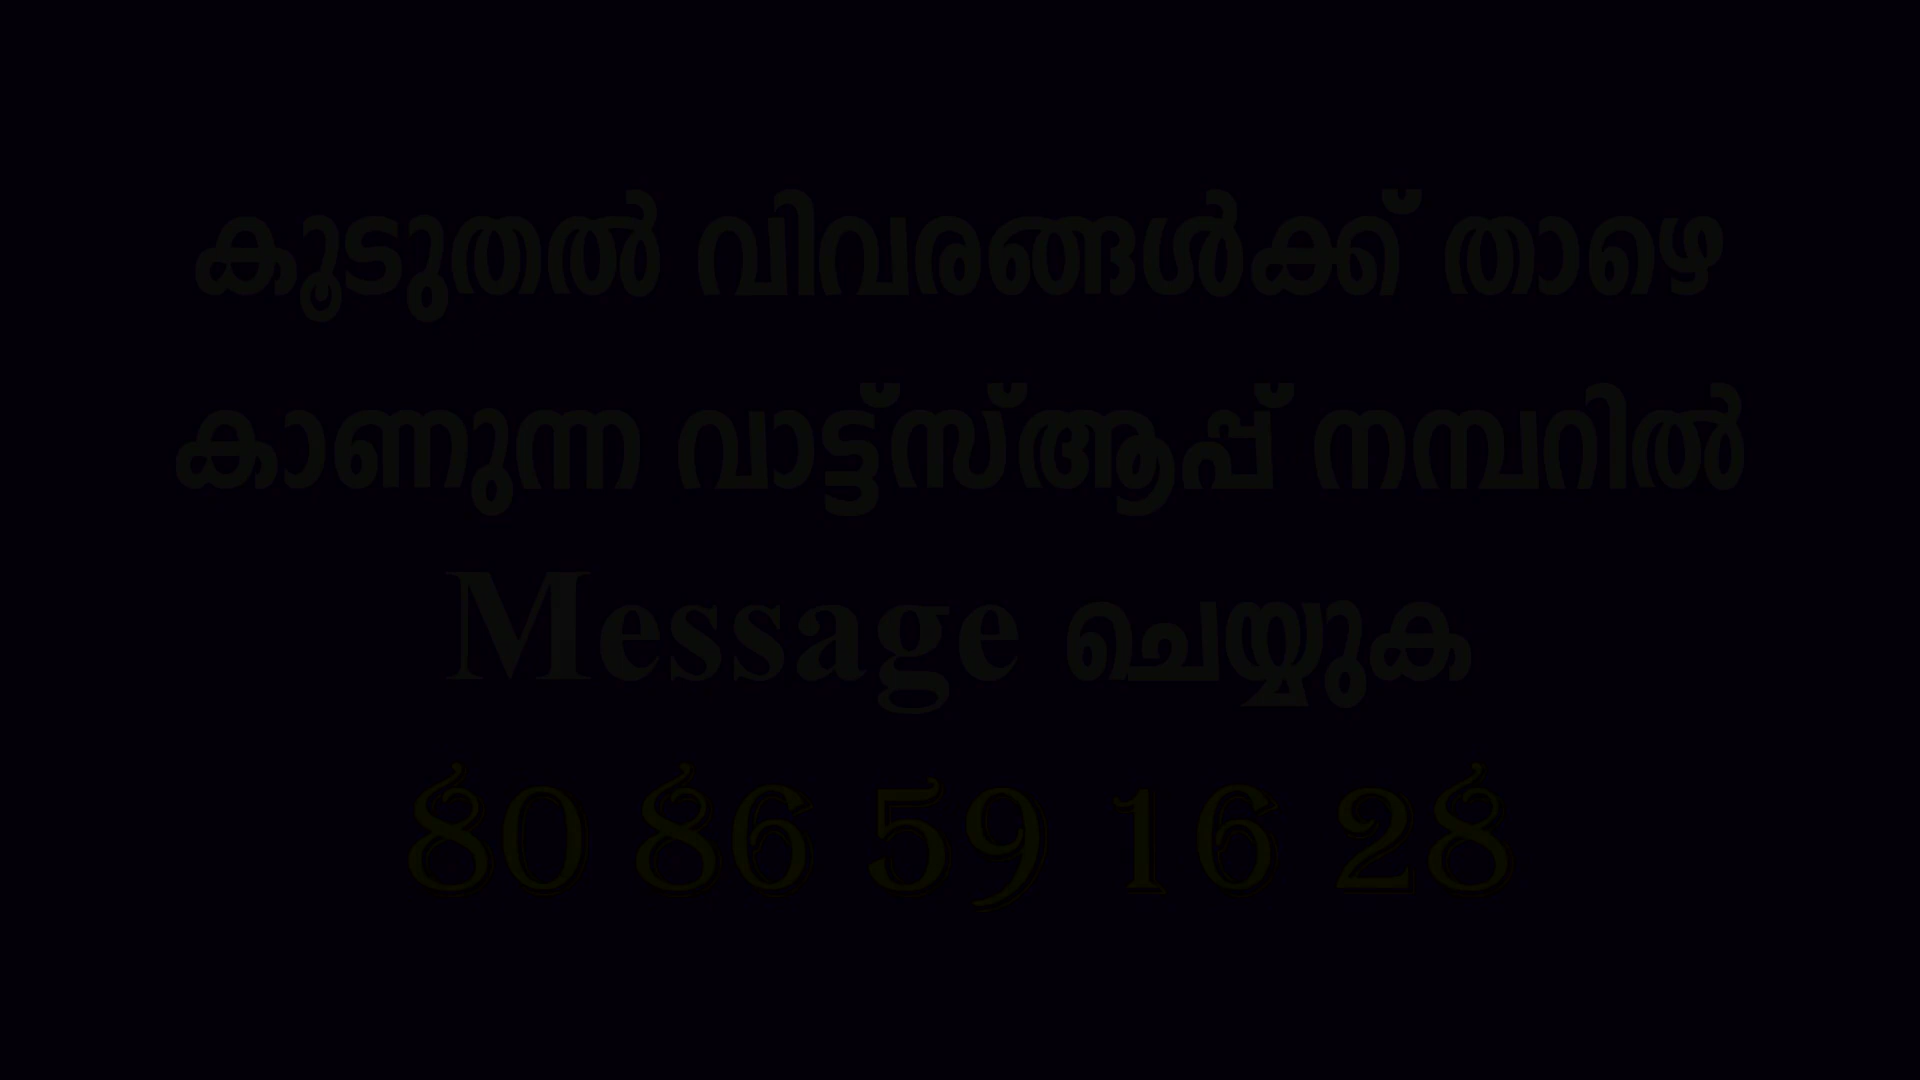 കൂടുതൽ വിവരങ്ങൾക്ക് താഴെ
കാണുന്ന വാട്ട്സ്ആപ്പ് നമ്പറിൽ
Message ചെയ്യുക
80 86 59 16 28